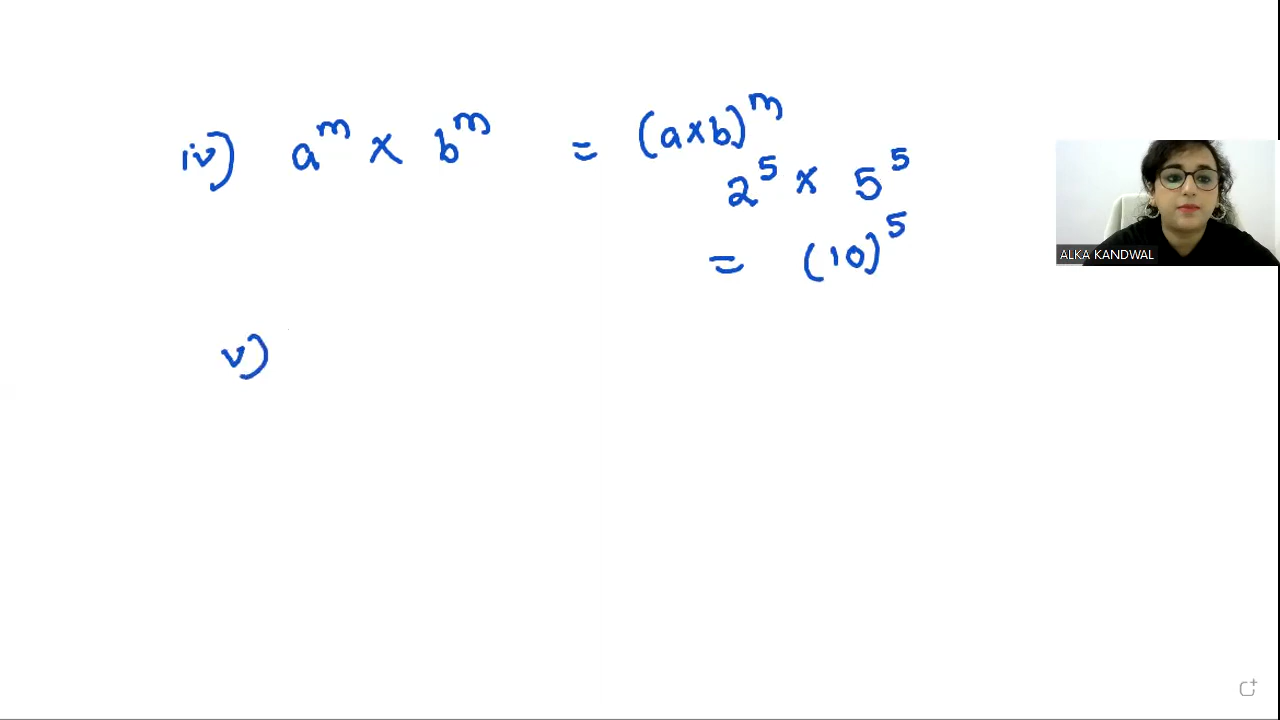 iv) a^m × b^m = (a×b)^m
2^5 × 5^5
= (10)^5
ALKA KANDWAL
v)